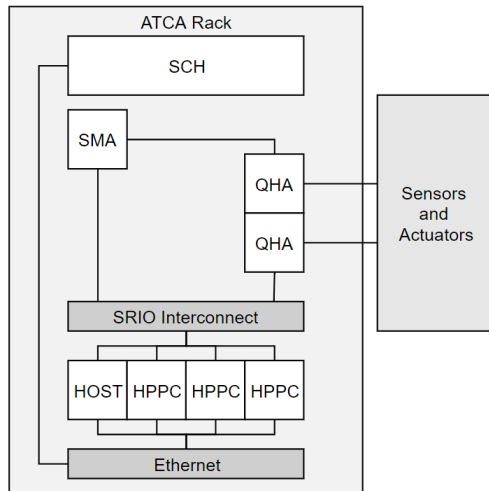 ATCA Rack
SCH
SMA
QHA
QHA
Sensors
and
Actuators
SRIO Interconnect
HOST HPPC HPPC HPPC
Ethernet